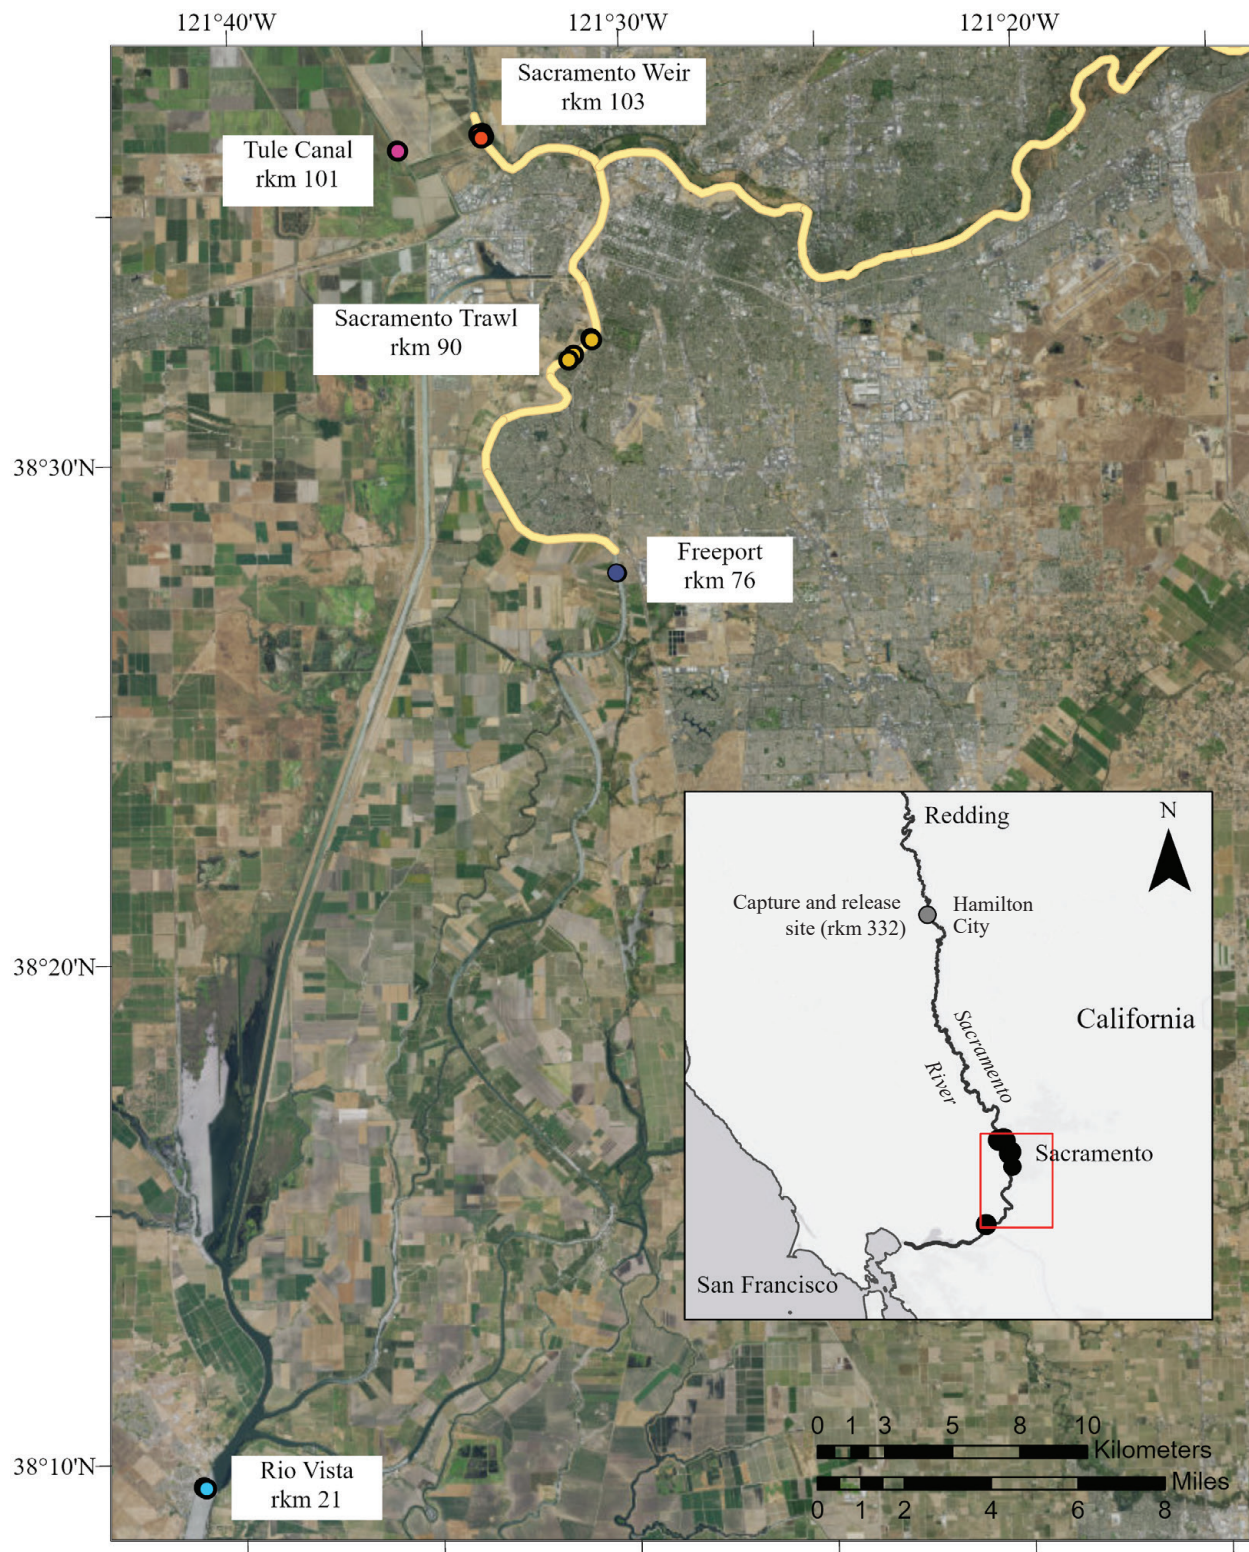 121°40'W
121°30'W
121°20'W
Sacramento Weir
rkm 103
Tule Canal
rkm 101
Sacramento Trawl
rkm 90
38°30'N
Freeport
rkm 76
Redding
N
Capture and release
site (rkm 332)
Hamilton
City
38°20'N
California
Sacramento
River
Sacramento
San Francisco
0 1 3 5 8 10
Kilometers
38°10'N
Rio Vista
rkm 21
Miles
0 1 2 4 6 8